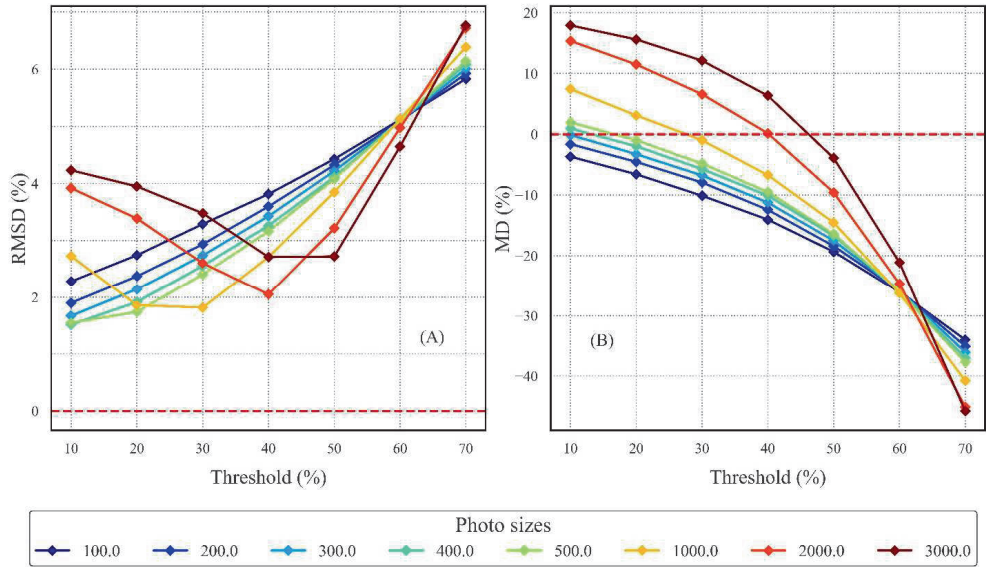 6
4
2
0
RMSD (%)
(A)
10 20 30 40 50 60 70
Threshold (%)
20
10
0
−10
−20
−30
−40
MD (%)
(B)
10 20 30 40 50 60 70
Threshold (%)
Photo sizes
100.0 200.0 300.0 400.0 500.0 1000.0 2000.0 3000.0